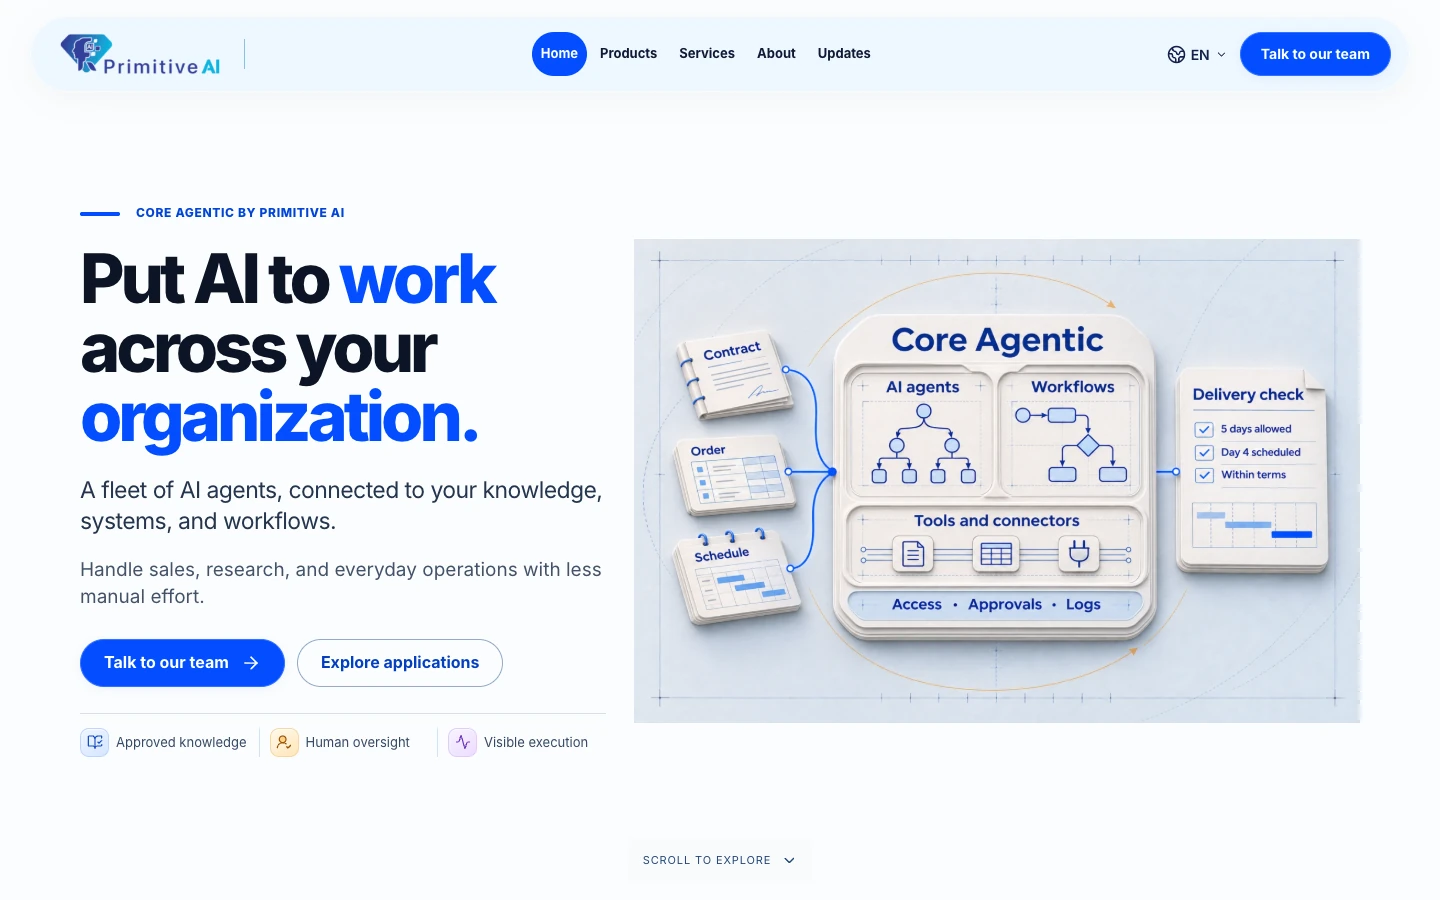 Primitive AI
Home
Products
Services
About
Updates
EN
Talk to our team
CORE AGENTIC BY PRIMITIVE AI
Put AI to work
across your
organization.
A fleet of AI agents, connected to your knowledge,
systems, and workflows.
Handle sales, research, and everyday operations with less
manual effort.
Talk to our team
Explore applications
Approved knowledge
Human oversight
Visible execution
Contract
Order
Schedule
Core Agentic
AI agents
Workflows
Tools and connectors
Access • Approvals • Logs
Delivery check
5 days allowed
Day 4 scheduled
Within terms
SCROLL TO EXPLORE